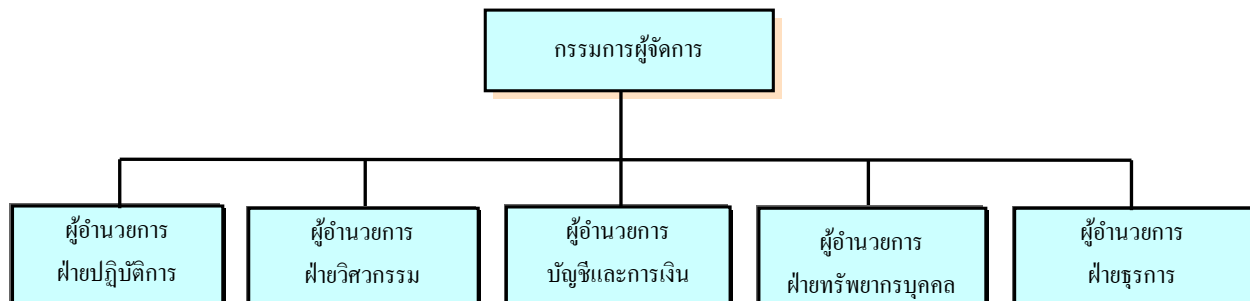 กรรมการผู้จัดการ
ผู้อำนวยการ
ฝ่ายปฏิบัติการ
ผู้อำนวยการ
ฝ่ายวิศวกรรม
ผู้อำนวยการ
บัญชีและการเงิน
ผู้อำนวยการ
ฝ่ายทรัพยากรบุคคล
ผู้อำนวยการ
ฝ่ายธุรการ